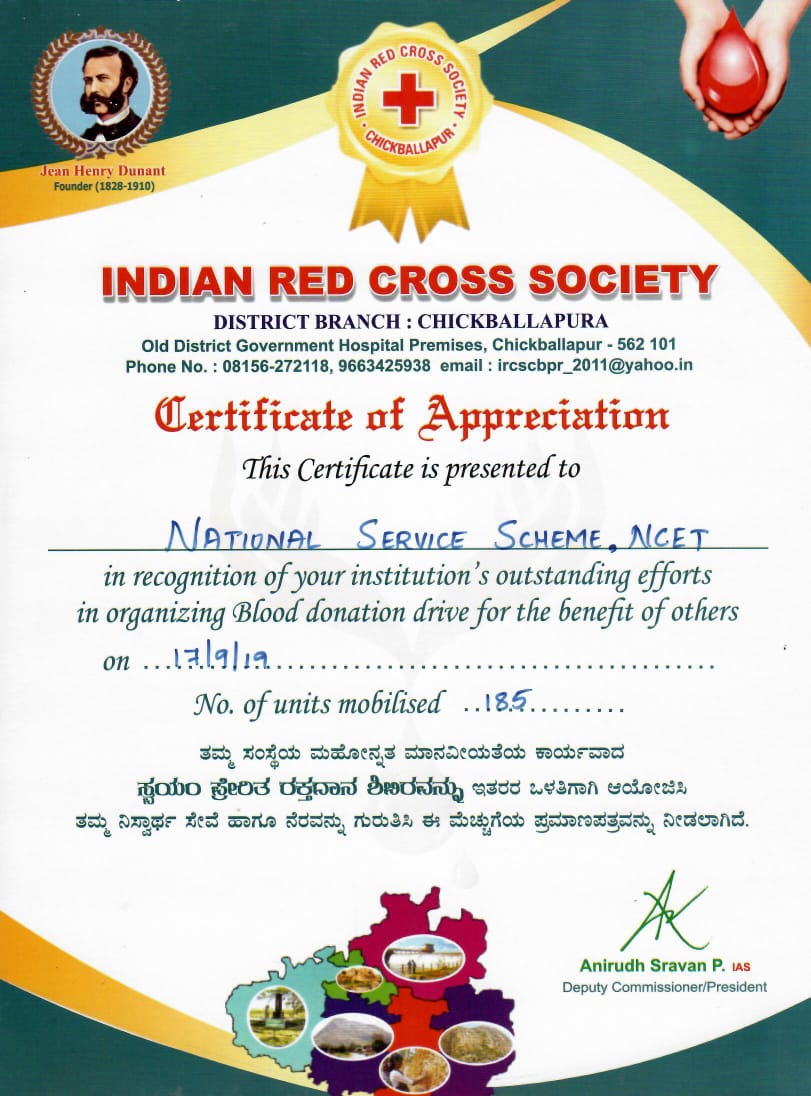 INDIAN RED CROSS SOCIETY
· CHICKBALLAPUR ·
Jean Henry Dunant
Founder (1828-1910)
INDIAN RED CROSS SOCIETY
DISTRICT BRANCH : CHICKBALLAPURA
Old District Government Hospital Premises, Chickballapur - 562 101
Phone No. : 08156-272118, 9663425938 email : ircscbpr_2011@yahoo.in
Certificate of Appreciation
This Certificate is presented to
NATIONAL SERVICE SCHEME, NCET
in recognition of your institution's outstanding efforts
in organizing Blood donation drive for the benefit of others
on ...17/9/19......................................................
No. of units mobilised ..185............
ತಮ್ಮ ಸಂಸ್ಥೆಯ ಮಹೋನ್ನತ ಮಾನವೀಯತೆಯ ಕಾರ್ಯವಾದ
ಸ್ವಯಂ ಪ್ರೇರಿತ ರಕ್ತದಾನ ಶಿಬಿರವನ್ನು ಇತರರ ಒಳಿತಿಗಾಗಿ ಆಯೋಜಿಸಿ
ತಮ್ಮ ನಿಸ್ವಾರ್ಥ ಸೇವೆ ಹಾಗೂ ನೆರವನ್ನು ಗುರುತಿಸಿ ಈ ಮೆಚ್ಚುಗೆಯ ಪ್ರಮಾಣಪತ್ರವನ್ನು ನೀಡಲಾಗಿದೆ.
Anirudh Sravan P. IAS
Deputy Commissioner/President